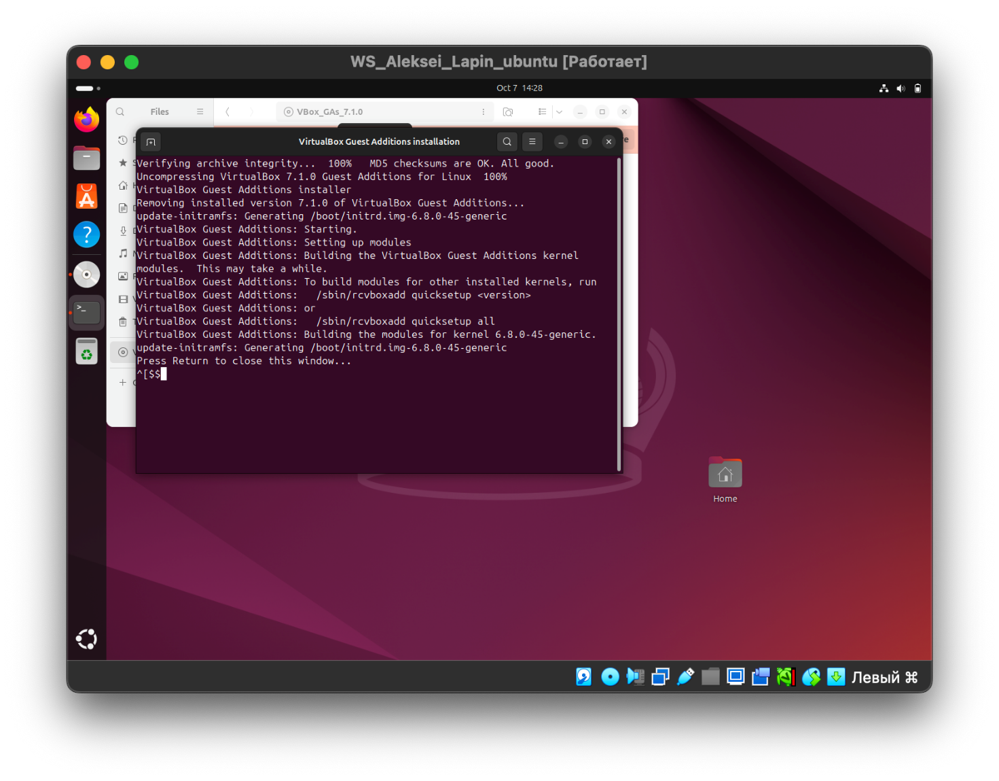 WS_Aleksei_Lapin_ubuntu [Работает]
Oct 7 14:28
Files
VBox_GAs_7.1.0
VirtualBox Guest Additions installation
Verifying archive integrity...  100%   MD5 checksums are OK. All good.
Uncompressing VirtualBox 7.1.0 Guest Additions for Linux  100%
VirtualBox Guest Additions installer
Removing installed version 7.1.0 of VirtualBox Guest Additions...
update-initramfs: Generating /boot/initrd.img-6.8.0-45-generic
VirtualBox Guest Additions: Starting.
VirtualBox Guest Additions: Setting up modules
VirtualBox Guest Additions: Building the VirtualBox Guest Additions kernel
modules.  This may take a while.
VirtualBox Guest Additions: To build modules for other installed kernels, run
VirtualBox Guest Additions:   /sbin/rcvboxadd quicksetup <version>
VirtualBox Guest Additions: or
VirtualBox Guest Additions:   /sbin/rcvboxadd quicksetup all
VirtualBox Guest Additions: Building the modules for kernel 6.8.0-45-generic.
update-initramfs: Generating /boot/initrd.img-6.8.0-45-generic
Press Return to close this window...
^[$$
Home
Левый ⌘